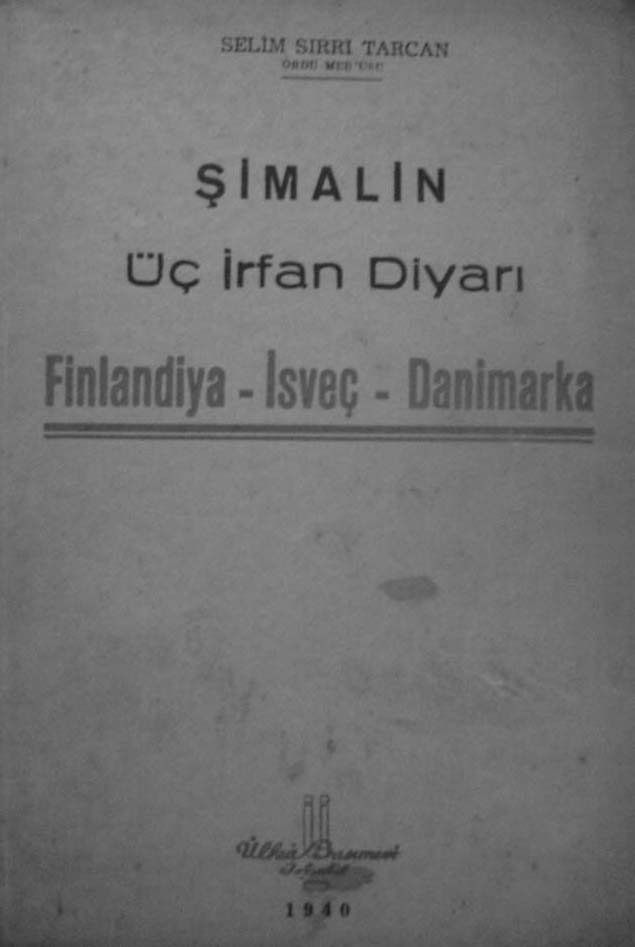 SELİM SIRRI TARCAN
ORDU MEB'USU
ŞİMALİN
Üç İrfan Diyarı
Finlandiya - İsveç - Danimarka
Ülkü Basımevi
İstanbul
1940